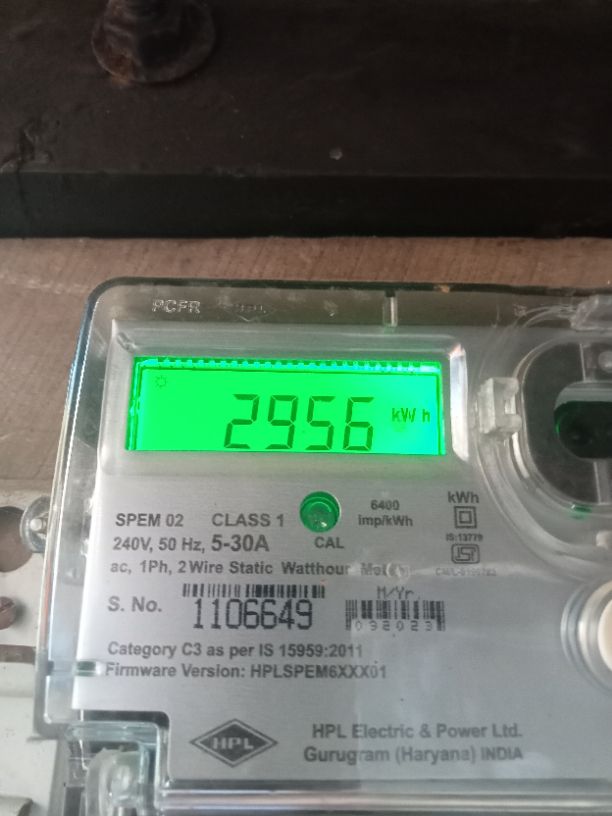 PCFR
2956 kWh
6400
imp/kWh
kWh
SPEM 02 CLASS 1
240V, 50 Hz, 5-30A
CAL
IS:13779
ac, 1Ph, 2 Wire Static Watthour
S. No. 1106649
M/Yr.
092023
Category C3 as per IS 15959:2011
Firmware Version: HPLSPEM6XXX01
HPL
HPL Electric & Power Ltd.
Gurugram (Haryana) INDIA